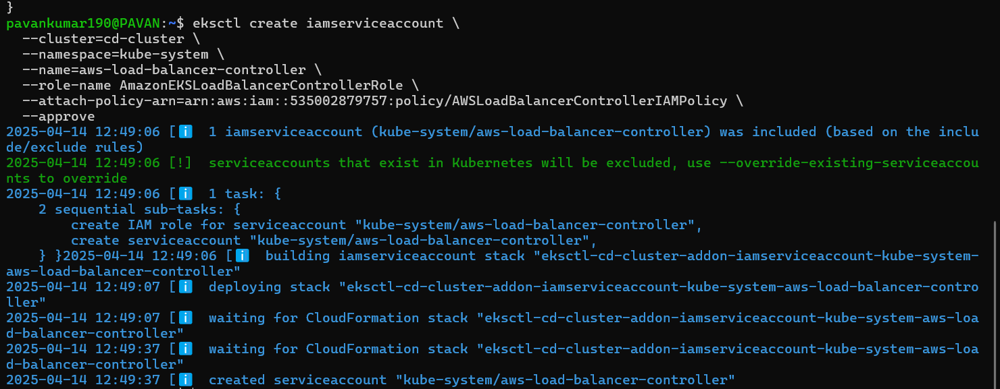 }
pavankumar190@PAVAN:~$ eksctl create iamserviceaccount \
  --cluster=cd-cluster \
  --namespace=kube-system \
  --name=aws-load-balancer-controller \
  --role-name AmazonEKSLoadBalancerControllerRole \
  --attach-policy-arn=arn:aws:iam::535002879757:policy/AWSLoadBalancerControllerIAMPolicy \
  --approve
2025-04-14 12:49:06 [ℹ️  1 iamserviceaccount (kube-system/aws-load-balancer-controller) was included (based on the inclu
de/exclude rules)
2025-04-14 12:49:06 [!]  serviceaccounts that exist in Kubernetes will be excluded, use --override-existing-serviceaccou
nts to override
2025-04-14 12:49:06 [ℹ️  1 task: {
    2 sequential sub-tasks: {
        create IAM role for serviceaccount "kube-system/aws-load-balancer-controller",
        create serviceaccount "kube-system/aws-load-balancer-controller",
    } }2025-04-14 12:49:06 [ℹ️  building iamserviceaccount stack "eksctl-cd-cluster-addon-iamserviceaccount-kube-system-
aws-load-balancer-controller"
2025-04-14 12:49:07 [ℹ️  deploying stack "eksctl-cd-cluster-addon-iamserviceaccount-kube-system-aws-load-balancer-contro
ller"
2025-04-14 12:49:07 [ℹ️  waiting for CloudFormation stack "eksctl-cd-cluster-addon-iamserviceaccount-kube-system-aws-loa
d-balancer-controller"
2025-04-14 12:49:37 [ℹ️  waiting for CloudFormation stack "eksctl-cd-cluster-addon-iamserviceaccount-kube-system-aws-loa
d-balancer-controller"
2025-04-14 12:49:37 [ℹ️  created serviceaccount "kube-system/aws-load-balancer-controller"